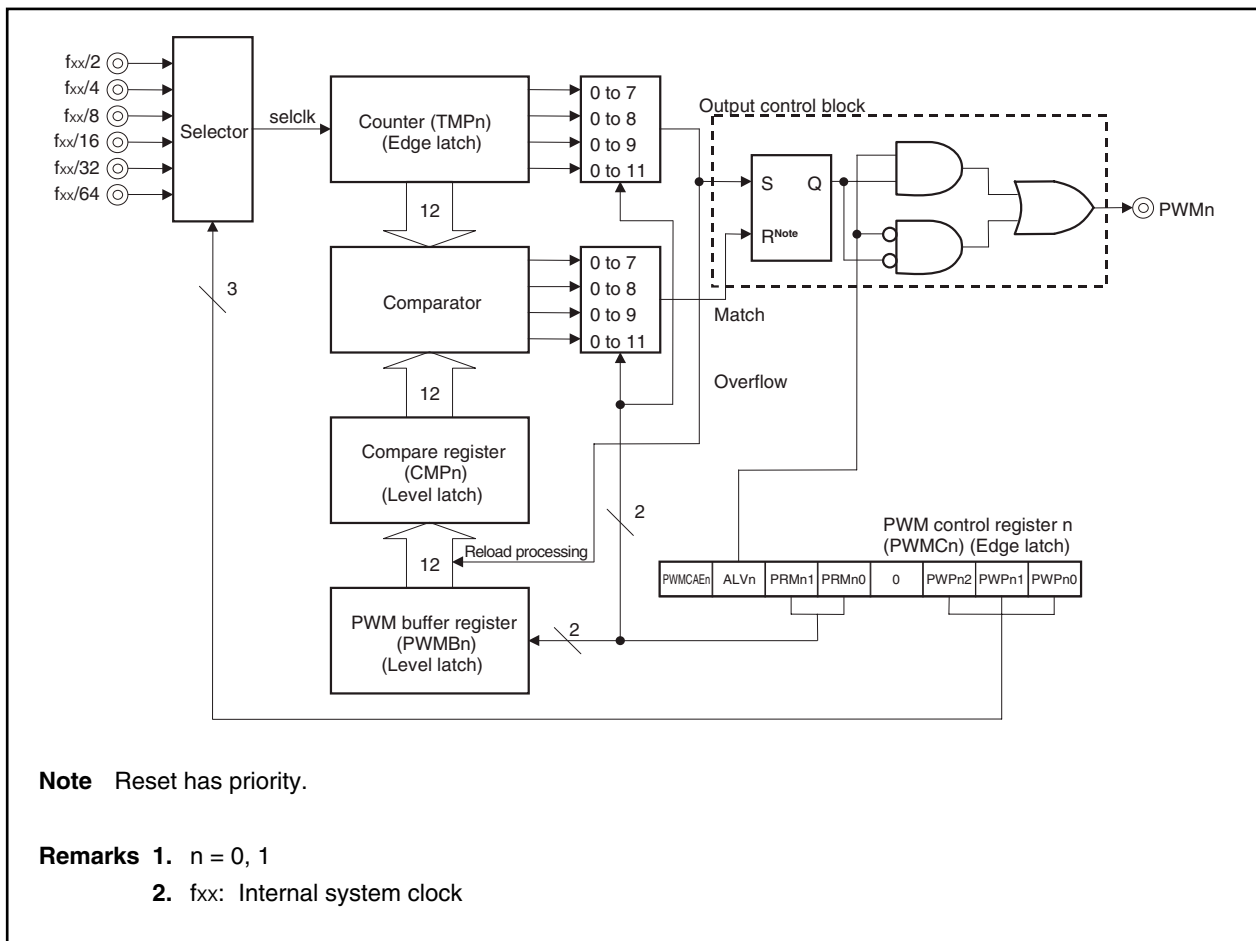 fxx/2
fxx/4
fxx/8
fxx/16
fxx/32
fxx/64
Selector
selclk
Counter (TMPn)
(Edge latch)
0 to 7
0 to 8
0 to 9
0 to 11
Output control block
S
Q
RNote
PWMn
12
3
Comparator
0 to 7
0 to 8
0 to 9
0 to 11
Match
Overflow
12
Compare register
(CMPn)
(Level latch)
2
Reload processing
12
PWM control register n
(PWMCn) (Edge latch)
PWMCAEn ALVn PRMn1 PRMn0 0 PWPn2 PWPn1 PWPn0
PWM buffer register
(PWMBn)
(Level latch)
2
Note Reset has priority.
Remarks 1. n = 0, 1
2. fxx: Internal system clock